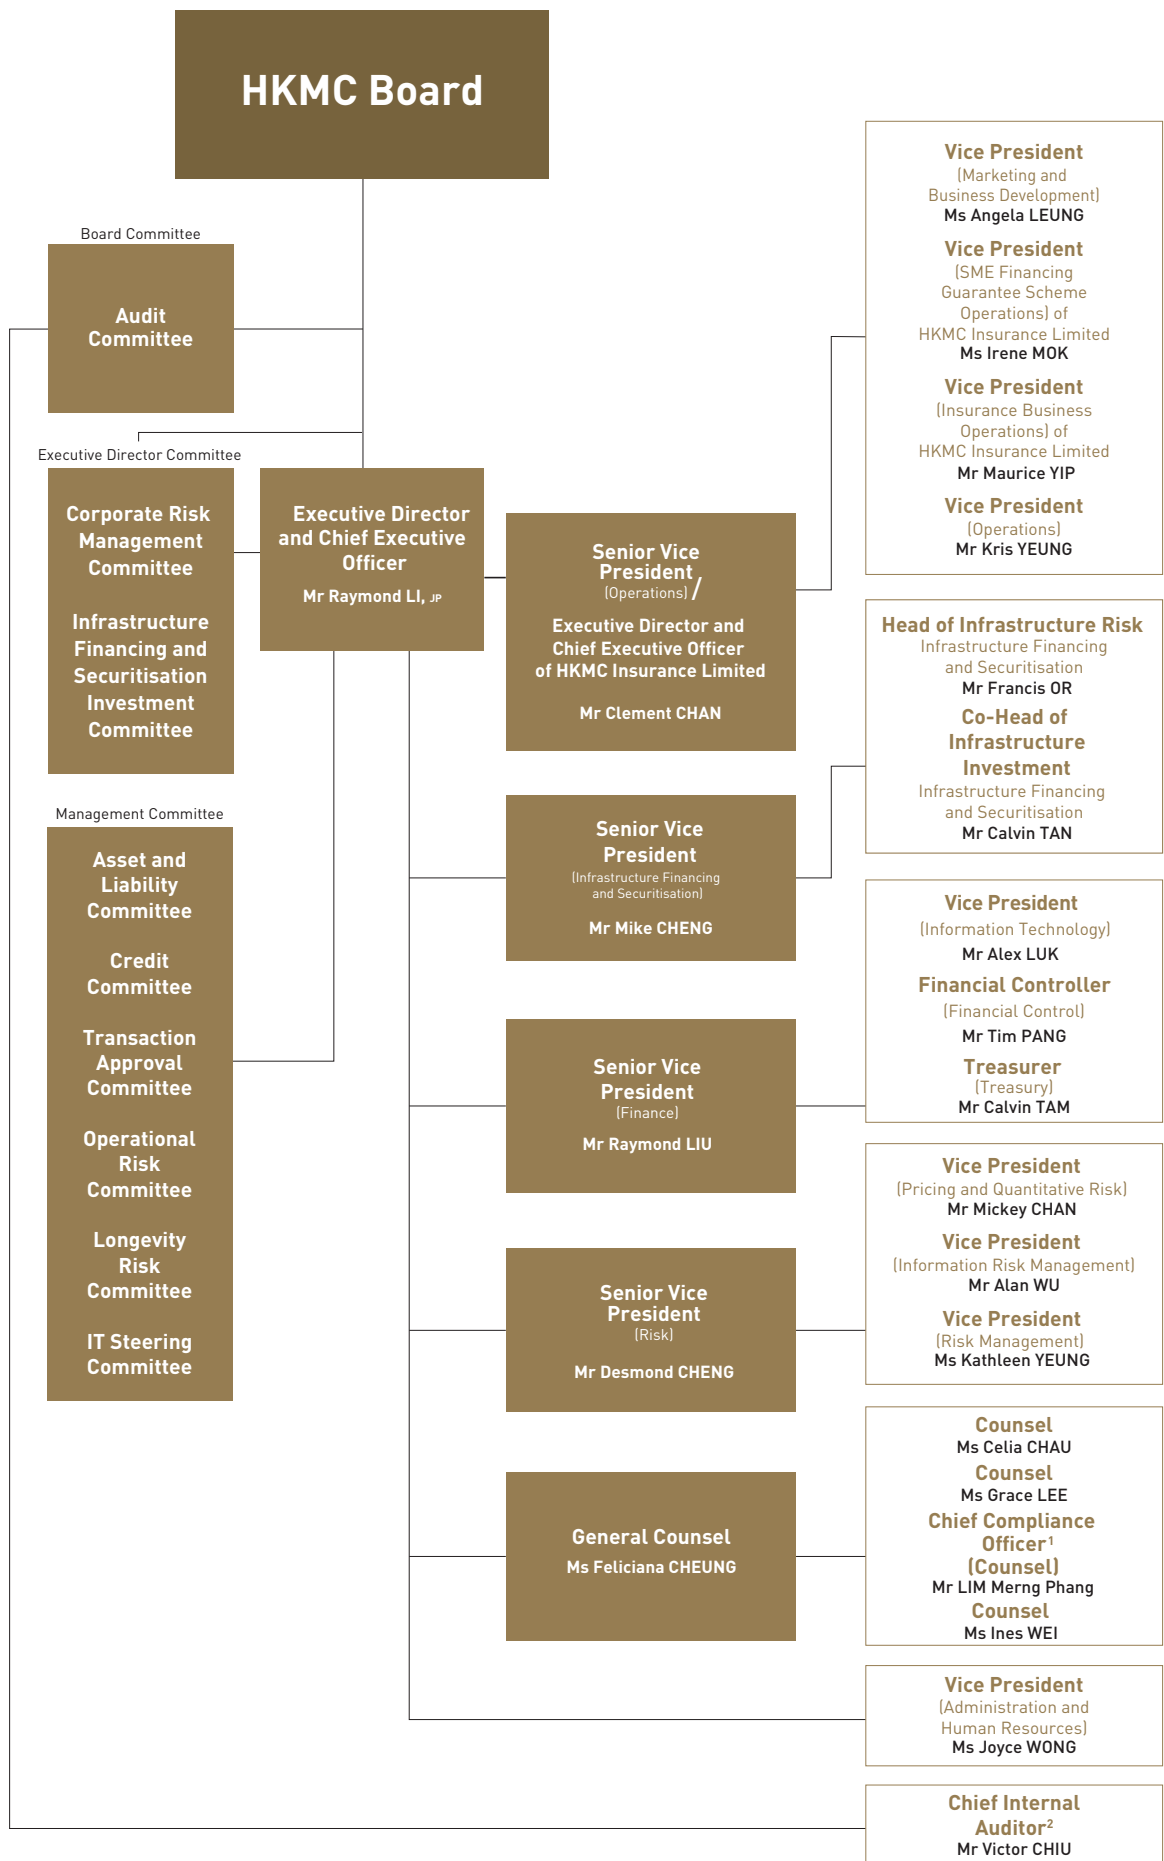 HKMC Board
Board Committee
Audit
Committee
Executive Director Committee
Corporate Risk
Management
Committee
Infrastructure
Financing and
Securitisation
Investment
Committee
Management Committee
Asset and
Liability
Committee
Credit
Committee
Transaction
Approval
Committee
Operational
Risk
Committee
Longevity
Risk
Committee
IT Steering
Committee
Executive Director
and Chief Executive
Officer
Mr Raymond LI, JP
Senior Vice
President
(Operations) /
Executive Director and
Chief Executive Officer
of HKMC Insurance Limited
Mr Clement CHAN
Senior Vice
President
(Infrastructure Financing
and Securitisation)
Mr Mike CHENG
Senior Vice
President
(Finance)
Mr Raymond LIU
Senior Vice
President
(Risk)
Mr Desmond CHENG
General Counsel
Ms Feliciana CHEUNG
Vice President
(Marketing and
Business Development)
Ms Angela LEUNG
Vice President
(SME Financing
Guarantee Scheme
Operations) of
HKMC Insurance Limited
Ms Irene MOK
Vice President
(Insurance Business
Operations) of
HKMC Insurance Limited
Mr Maurice YIP
Vice President
(Operations)
Mr Kris YEUNG
Head of Infrastructure Risk
Infrastructure Financing
and Securitisation
Mr Francis OR
Co-Head of
Infrastructure
Investment
Infrastructure Financing
and Securitisation
Mr Calvin TAN
Vice President
(Information Technology)
Mr Alex LUK
Financial Controller
(Financial Control)
Mr Tim PANG
Treasurer
(Treasury)
Mr Calvin TAM
Vice President
(Pricing and Quantitative Risk)
Mr Mickey CHAN
Vice President
(Information Risk Management)
Mr Alan WU
Vice President
(Risk Management)
Ms Kathleen YEUNG
Counsel
Ms Celia CHAU
Counsel
Ms Grace LEE
Chief Compliance
Officer¹
(Counsel)
Mr LIM Merng Phang
Counsel
Ms Ines WEI
Vice President
(Administration and
Human Resources)
Ms Joyce WONG
Chief Internal
Auditor²
Mr Victor CHIU